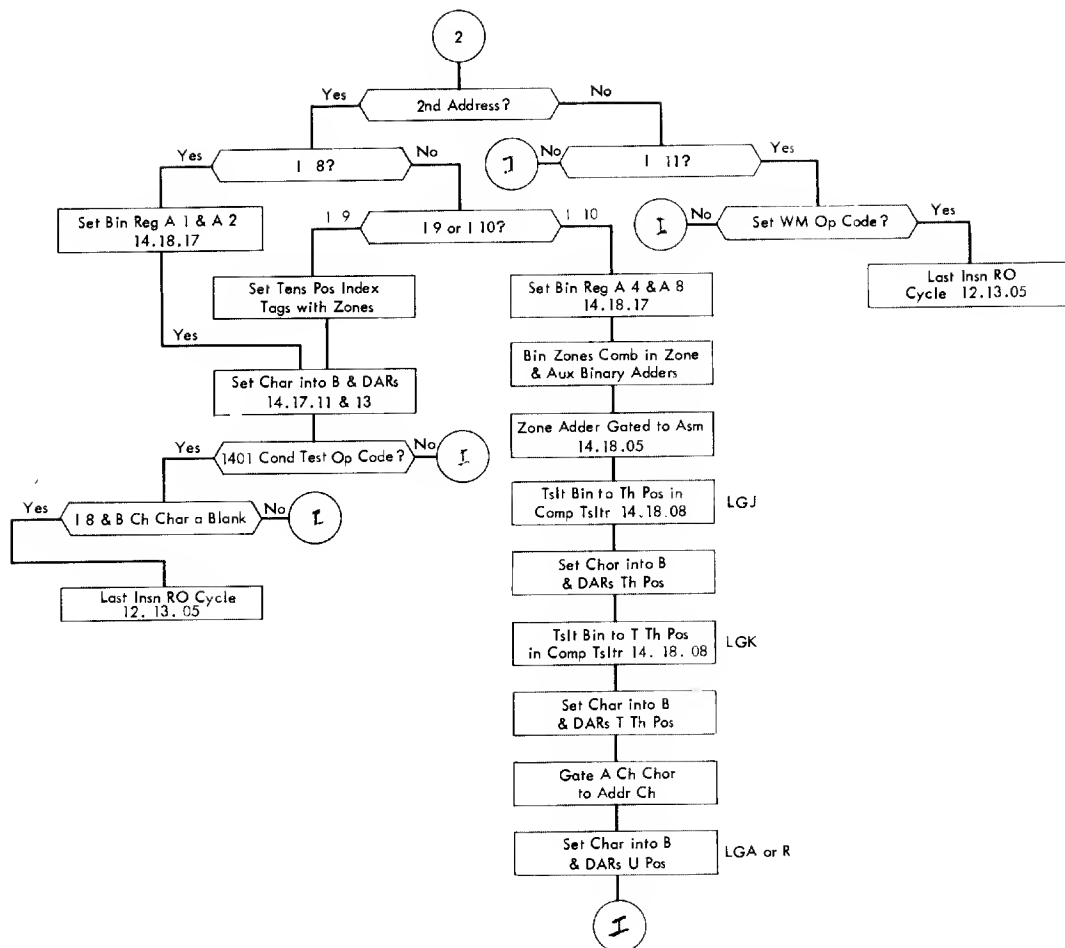 2
Yes
2nd Address?
No
Yes
I 8?
No
J
No
I 11?
Yes
Set Bin Reg A 1 & A 2
14.18.17
I 9
I 9 or I 10?
I 10
I
No
Set WM Op Code?
Yes
Set Tens Pos Index
Tags with Zones
Set Bin Reg A 4 & A 8
14.18.17
Last Insn RO
Cycle 12.13.05
Yes
Bin Zones Comb in Zone
& Aux Binary Adders
Set Char into B & DARs
14.17.11 & 13
Zone Adder Gated to Asm
14.18.05
Yes
1401 Cond Test Op Code?
No
I
Yes
I 8 & B Ch Char a Blank
No
I
Tslt Bin to Th Pos in
Comp Tsltr 14.18.08
LGJ
Last Insn RO Cycle
12. 13. 05
Set Chor into B
& DARs Th Pos
Tslt Bin to T Th Pos
in Comp Tsltr 14. 18. 08
LGK
Set Char into B
& DARs T Th Pos
Gate A Ch Chor
to Addr Ch
Set Char into B
& DARs U Pos
LGA or R
I